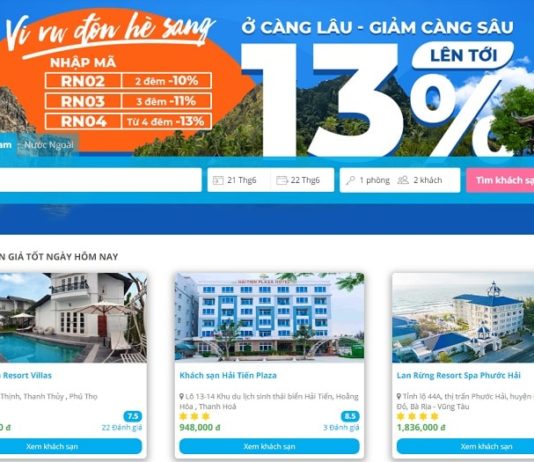 Vi vu đón hè sang
NHẬP MÃ
RN02 2 đêm -10%
RN03 3 đêm -11%
RN04 Từ 4 đêm -13%
Ở CÀNG LÂU - GIẢM CÀNG SÂU
LÊN TỚI
13%
am Nước Ngoài
21 Thg6 22 Thg6 1 phòng 2 khách Tìm khách sạ
N GIÁ TỐT NGÀY HÔM NAY
HAI TIEN PLAZA HOTEL
Resort Villas
Thịnh, Thanh Thủy , Phú Thọ
7.5
0 đ 22 Đánh giá
Xem khách sạn
Khách sạn Hải Tiến Plaza
Lô 13-14 Khu du lịch sinh thái biển Hải Tiến, Hoằng
Hóa , Thanh Hoá
8.5
948,000 đ 3 Đánh giá
Xem khách sạn
Lan Rừng Resort Spa Phước Hải
Tỉnh lộ 44A, thị trấn Phước Hải, huyện
Đỏ, Bà Rịa - Vũng Tàu
1,836,000 đ
Xem khách sạn